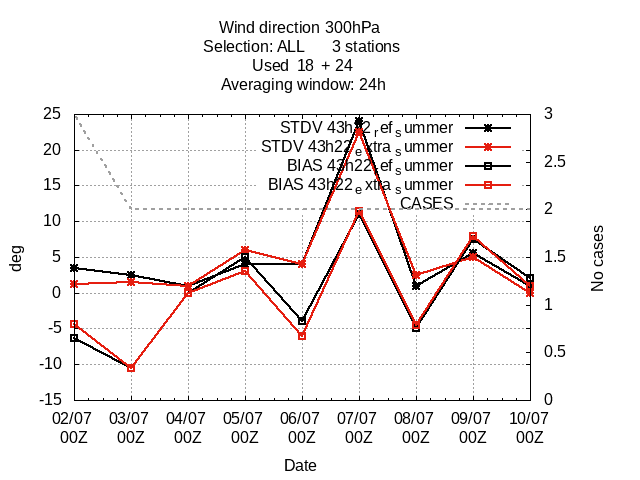 Wind direction 300hPa
Selection: ALL 3 stations
Used 18 + 24
Averaging window: 24h
25
20
15
10
5
0
-5
-10
-15
deg
3
2.5
2
1.5
1
0.5
0
No cases
STDV 43h22_ref_summer
STDV 43h22_extra_summer
BIAS 43h22_ref_summer
BIAS 43h22_extra_summer
CASES
02/07 03/07 04/07 05/07 06/07 07/07 08/07 09/07 10/07
00Z 00Z 00Z 00Z 00Z 00Z 00Z 00Z 00Z
Date